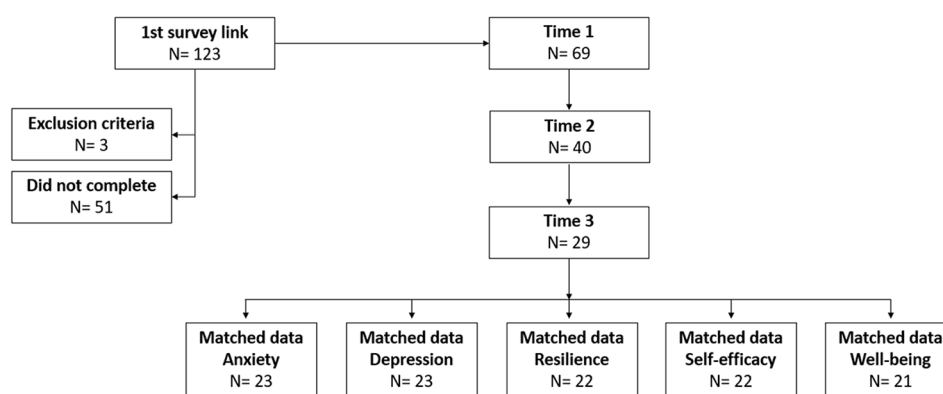 1st survey link
N= 123
Time 1
N= 69
Exclusion criteria
N= 3
Time 2
N= 40
Did not complete
N= 51
Time 3
N= 29
Matched data
Anxiety
N= 23
Matched data
Depression
N= 23
Matched data
Resilience
N= 22
Matched data
Self-efficacy
N= 22
Matched data
Well-being
N= 21